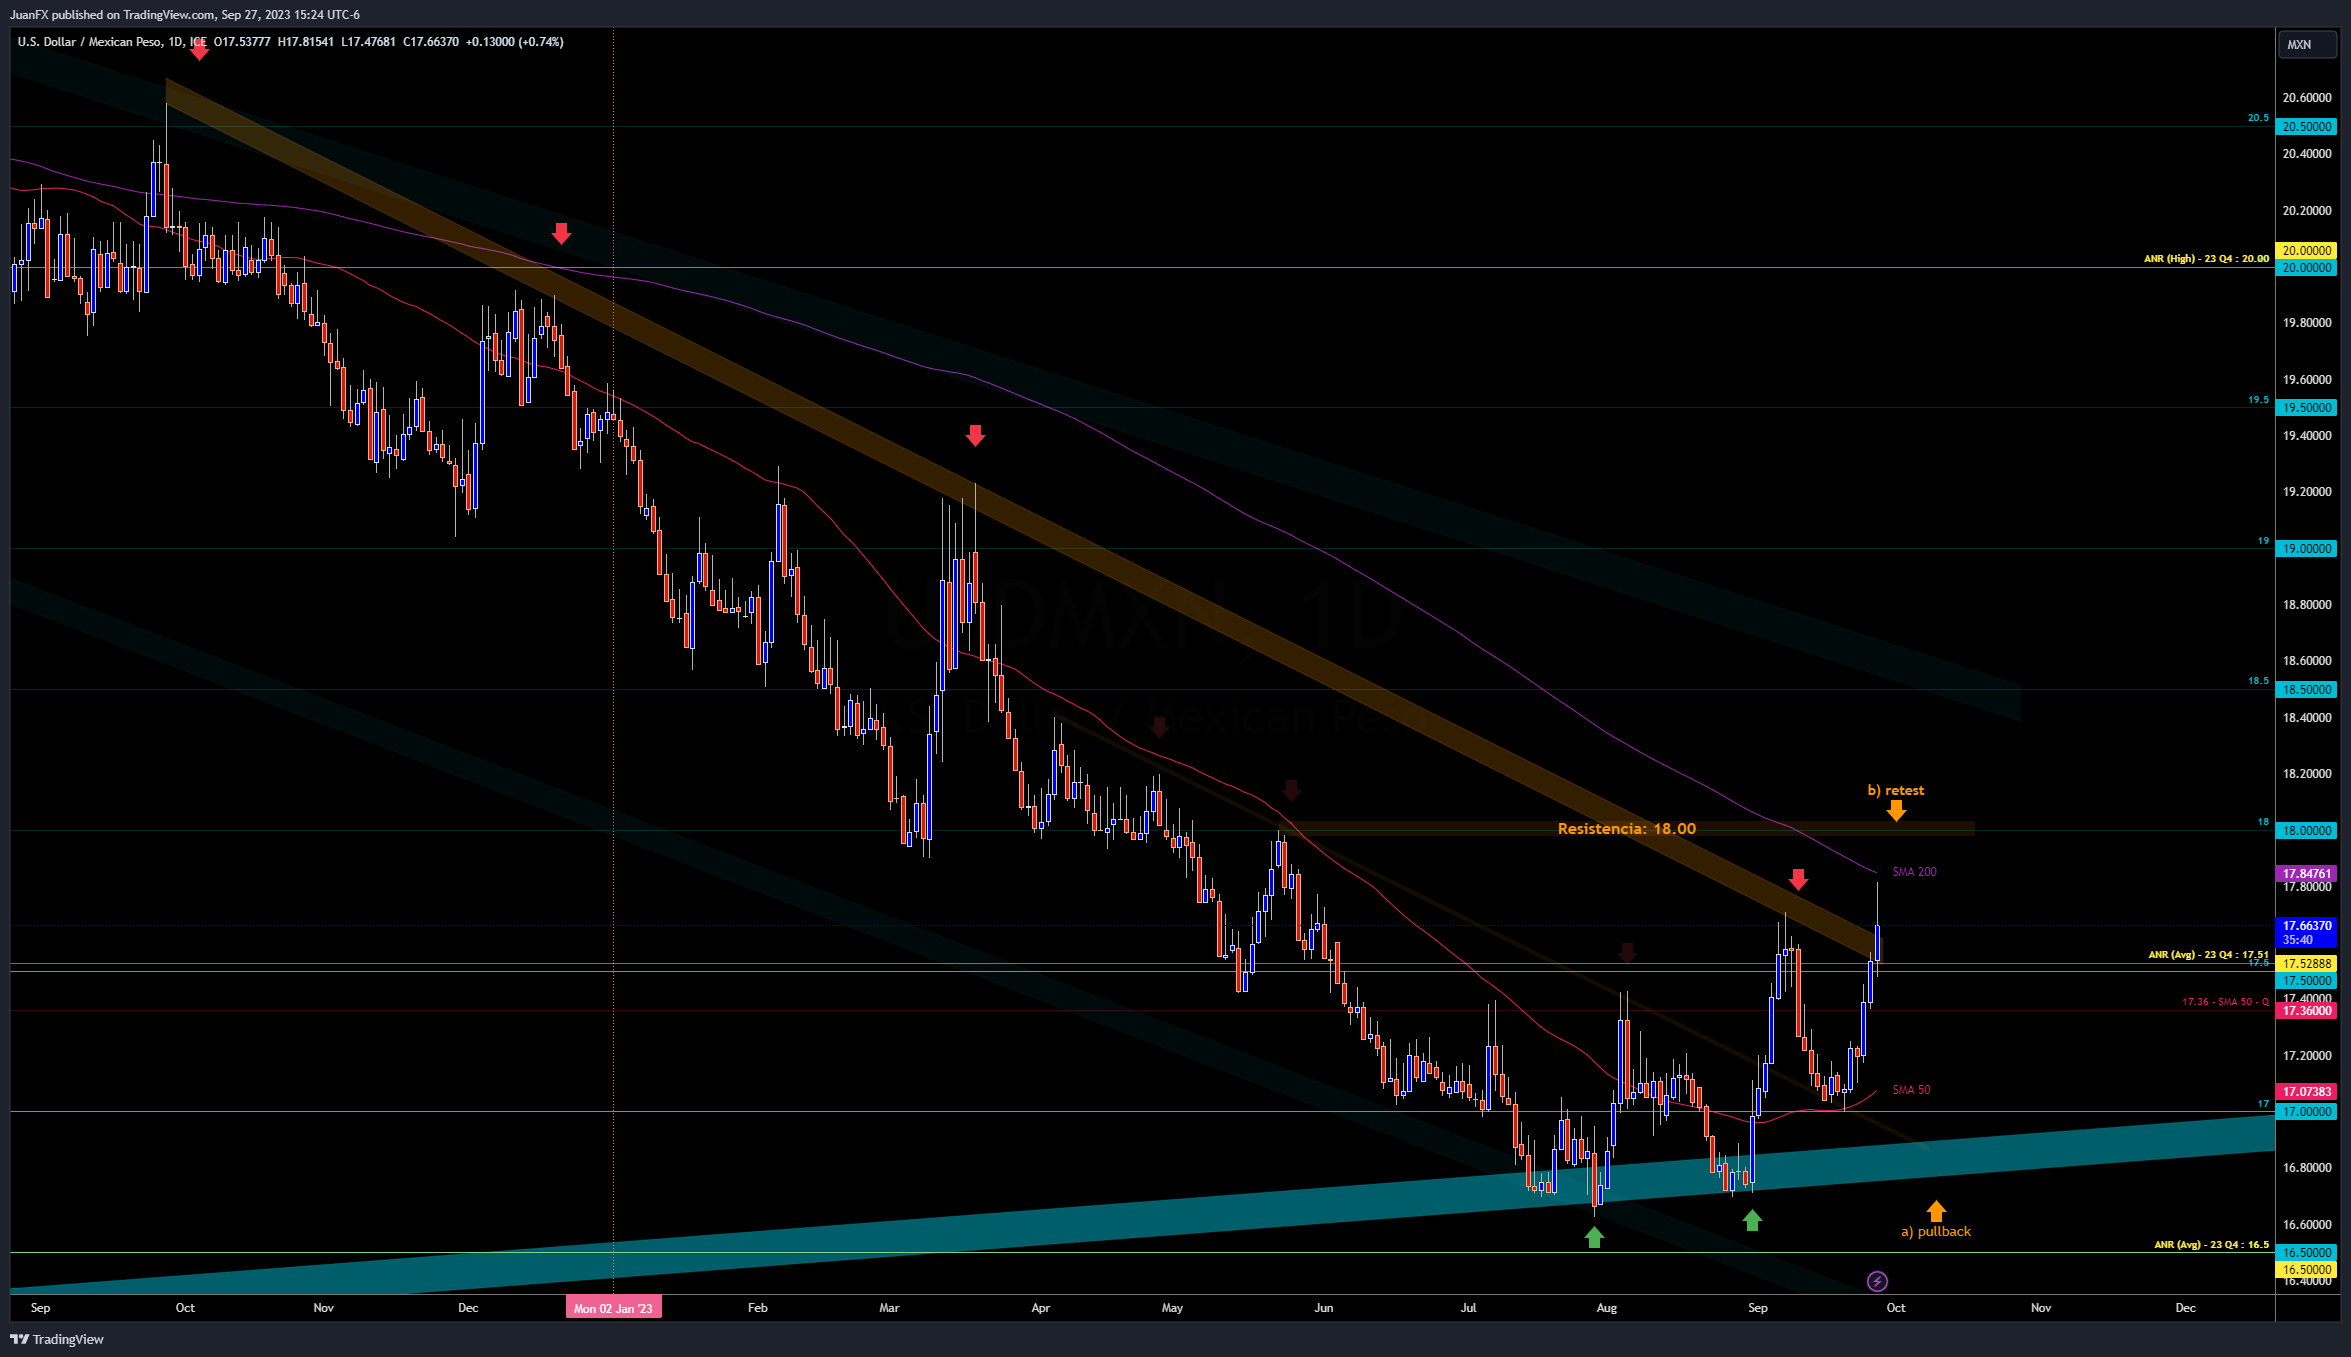 JuanFX published on TradingView.com, Sep 27, 2023 15:24 UTC-6
U.S. Dollar / Mexican Peso, 1D, ICE O17.53777 H17.81541 L17.47681 C17.66370 +0.13000 (+0.74%)
MXN
20.60000
20.5
20.50000
20.40000
20.20000
20.00000
ANR (High) - 23 Q4 : 20.00
20.00000
19.80000
19.60000
19.5
19.50000
19.40000
19.20000
19
19.00000
USDMXN, 1D
U.S. Dollar / Mexican Peso
18.80000
18.60000
18.5
18.50000
18.40000
18.20000
b) retest
18
Resistencia: 18.00
18.00000
SMA 200
17.84761
17.80000
17.66370
35:40
ANR (Avg) - 23 Q4 : 17.51
17.5
17.52888
17.50000
17.40000
17.36 - SMA 50 - Q
17.36000
17.20000
SMA 50
17.07383
17
17.00000
16.80000
16.60000
a) pullback
ANR (Avg) - 23 Q4 : 16.5
16.50000
16.50000
16.40000
Sep Oct Nov Dec Mon 02 Jan '23 Feb Mar Apr May Jun Jul Aug Sep Oct Nov Dec
TradingView